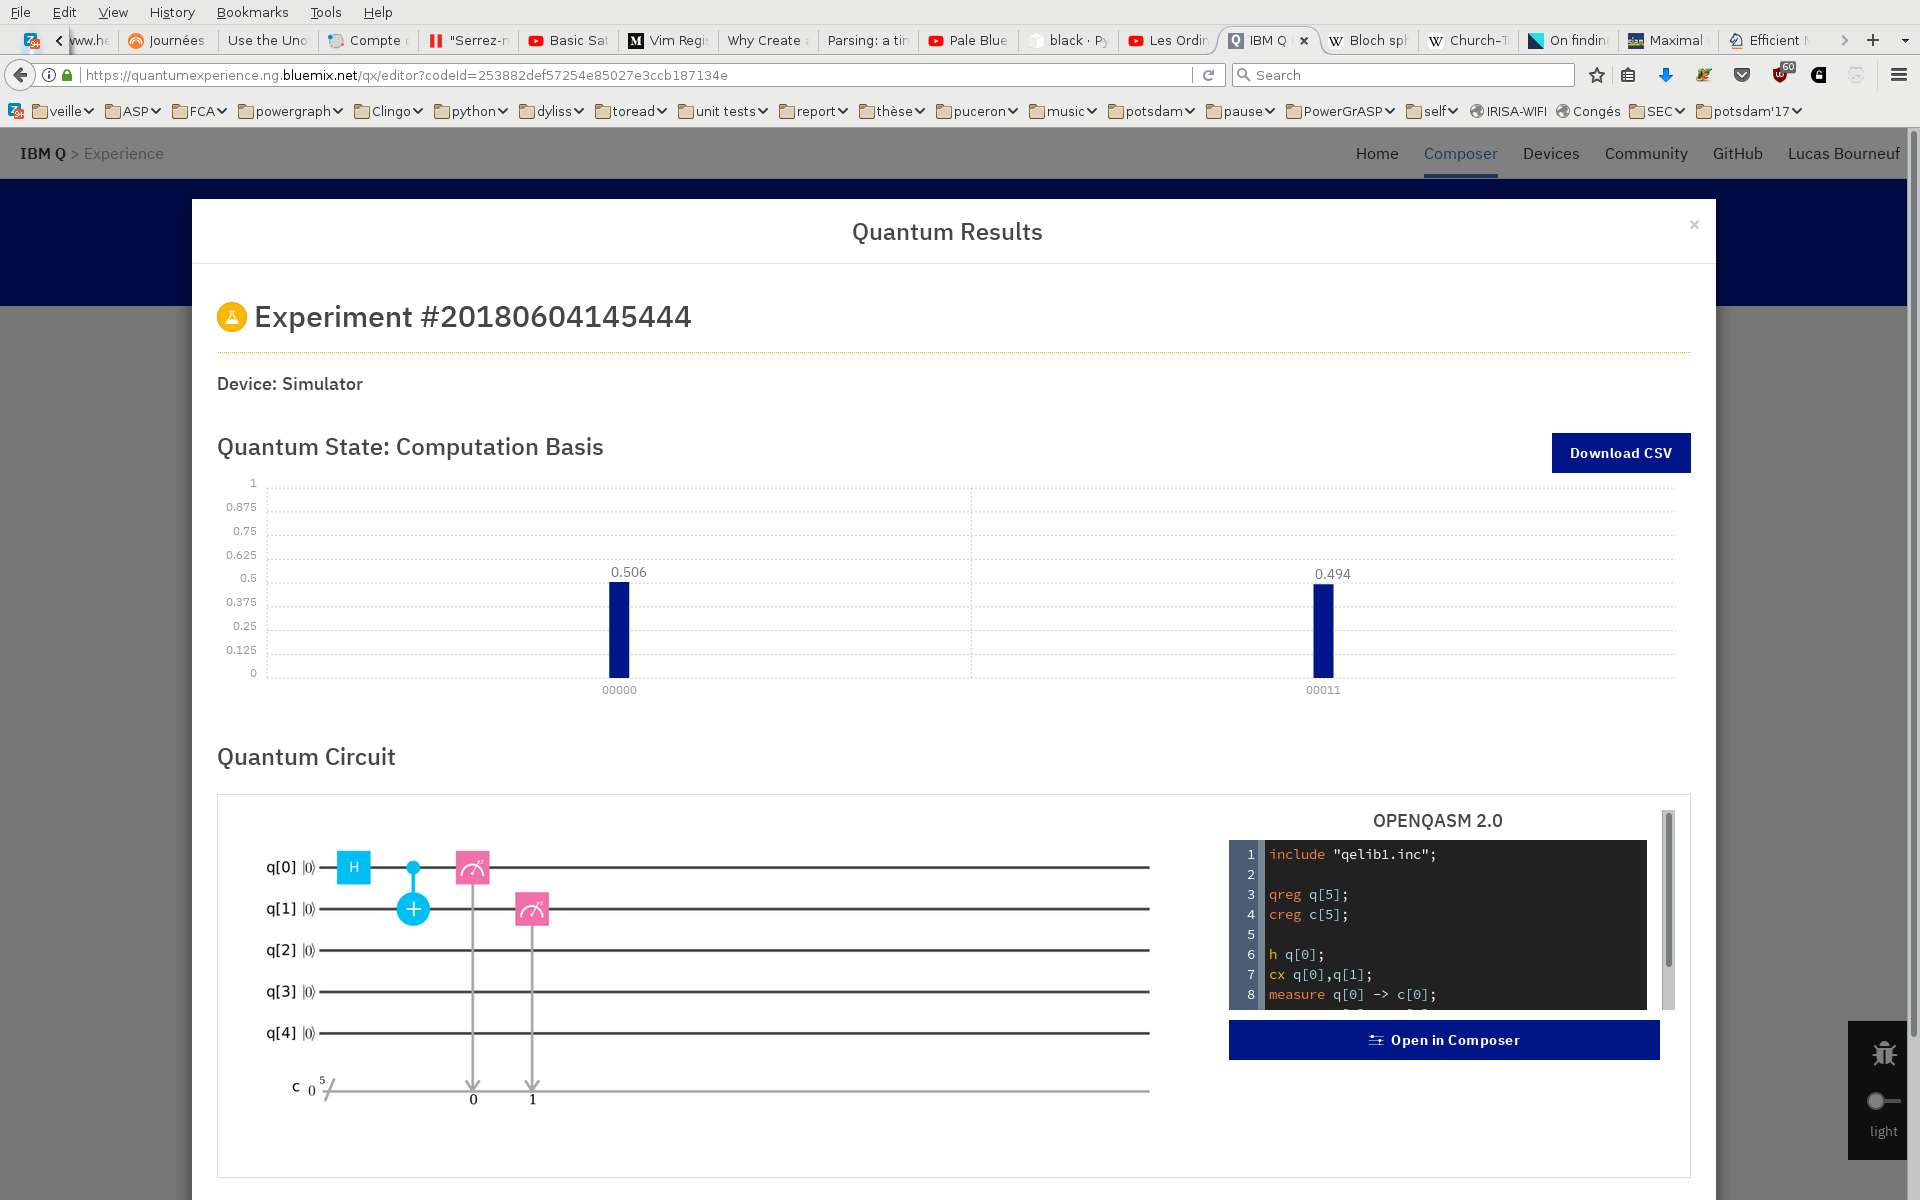 File Edit View History Bookmarks Tools Help
www.he Journées Use the Uno Compte "Serrez- Basic Sat Vim Regis Why Create Parsing: a tin Pale Blue black · Py Les Ordin IBM Q Bloch sph Church–T On findin Maximal Efficient
https://quantumexperience.ng.bluemix.net/qx/editor?codeId=253882def57254e85027e3ccb187134e Search 60
veille ASP FCA powergraph Clingo python dyliss toread unit tests report thèse puceron music potsdam pause PowerGrASP self IRISA-WIFI Congés SEC potsdam'17
IBM Q > Experience Home Composer Devices Community GitHub Lucas Bourneuf
Quantum Results ×
Experiment #20180604145444
Device: Simulator
Quantum State: Computation Basis
Download CSV
1
0.875
0.75
0.625
0.5
0.375
0.25
0.125
0
0.506 0.494
00000 00011
Quantum Circuit
OPENQASM 2.0
q[0] |0⟩ H
q[1] |0⟩ +
q[2] |0⟩
q[3] |0⟩
q[4] |0⟩
c 0 5
0 1
1 include "qelib1.inc";
2
3 qreg q[5];
4 creg c[5];
5
6 h q[0];
7 cx q[0],q[1];
8 measure q[0] -> c[0];
Open in Composer
light